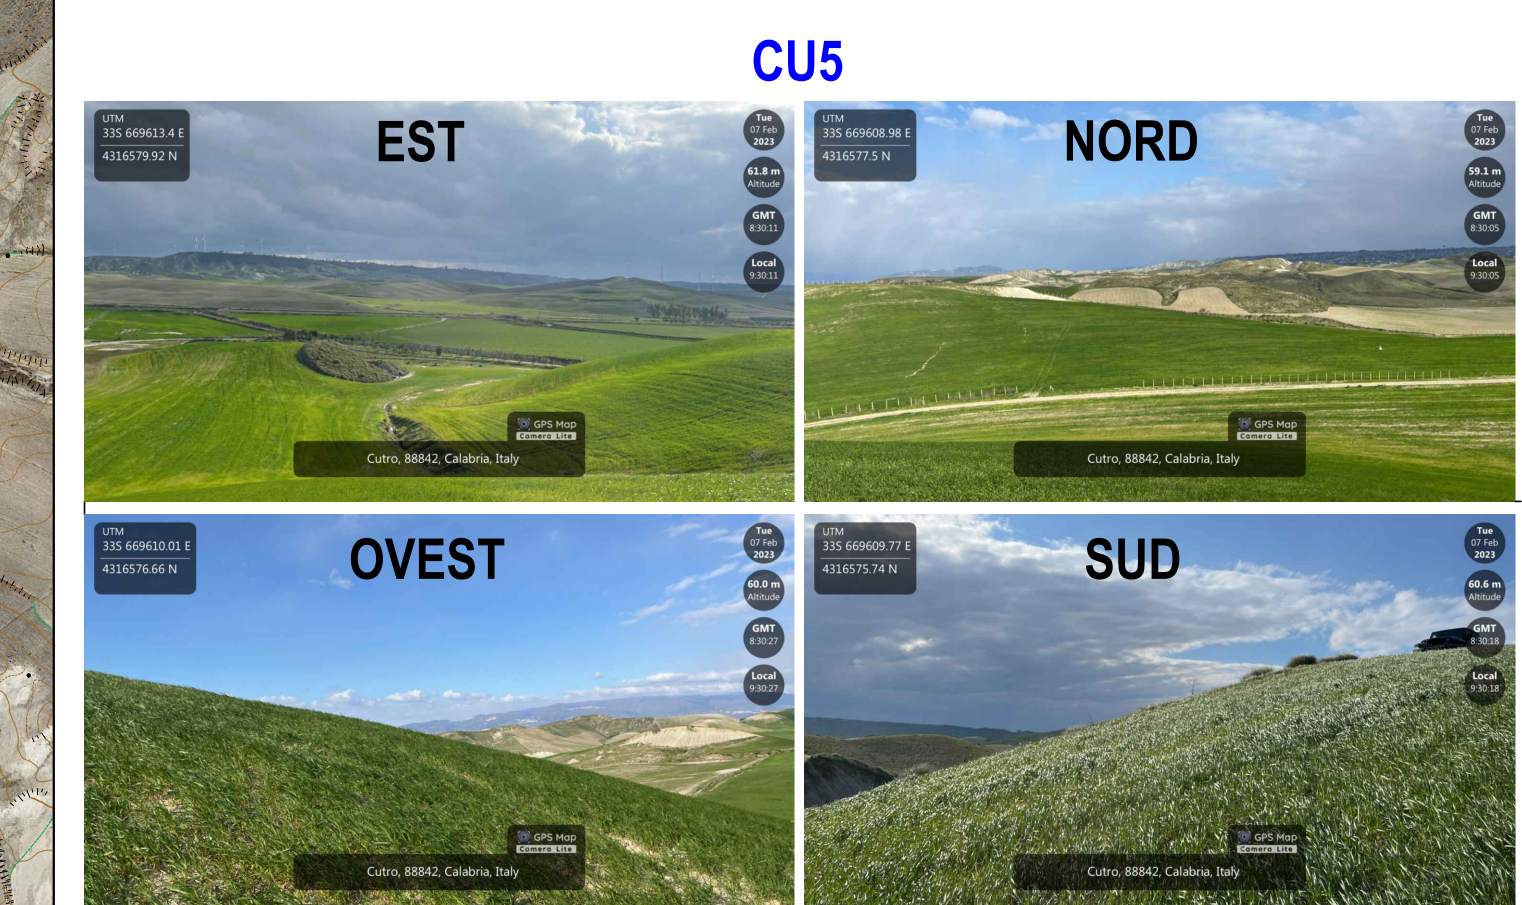 CU5
UTM
33S 669613.4 E
4316579.92 N
EST
Tue
07 Feb
2023
61.8 m
Altitude
GMT
8:30:11
Local
9:30:11
GPS Map
Camera Lite
Cutro, 88842, Calabria, Italy
UTM
33S 669608.98 E
4316577.5 N
NORD
Tue
07 Feb
2023
59.1 m
Altitude
GMT
8:30:05
Local
9:30:05
GPS Map
Camera Lite
Cutro, 88842, Calabria, Italy
UTM
33S 669610.01 E
4316576.66 N
OVEST
Tue
07 Feb
2023
60.0 m
Altitude
GMT
8:30:27
Local
9:30:27
GPS Map
Camera Lite
Cutro, 88842, Calabria, Italy
UTM
33S 669609.77 E
4316575.74 N
SUD
Tue
07 Feb
2023
60.6 m
Altitude
GMT
8:30:18
Local
9:30:18
GPS Map
Camera Lite
Cutro, 88842, Calabria, Italy